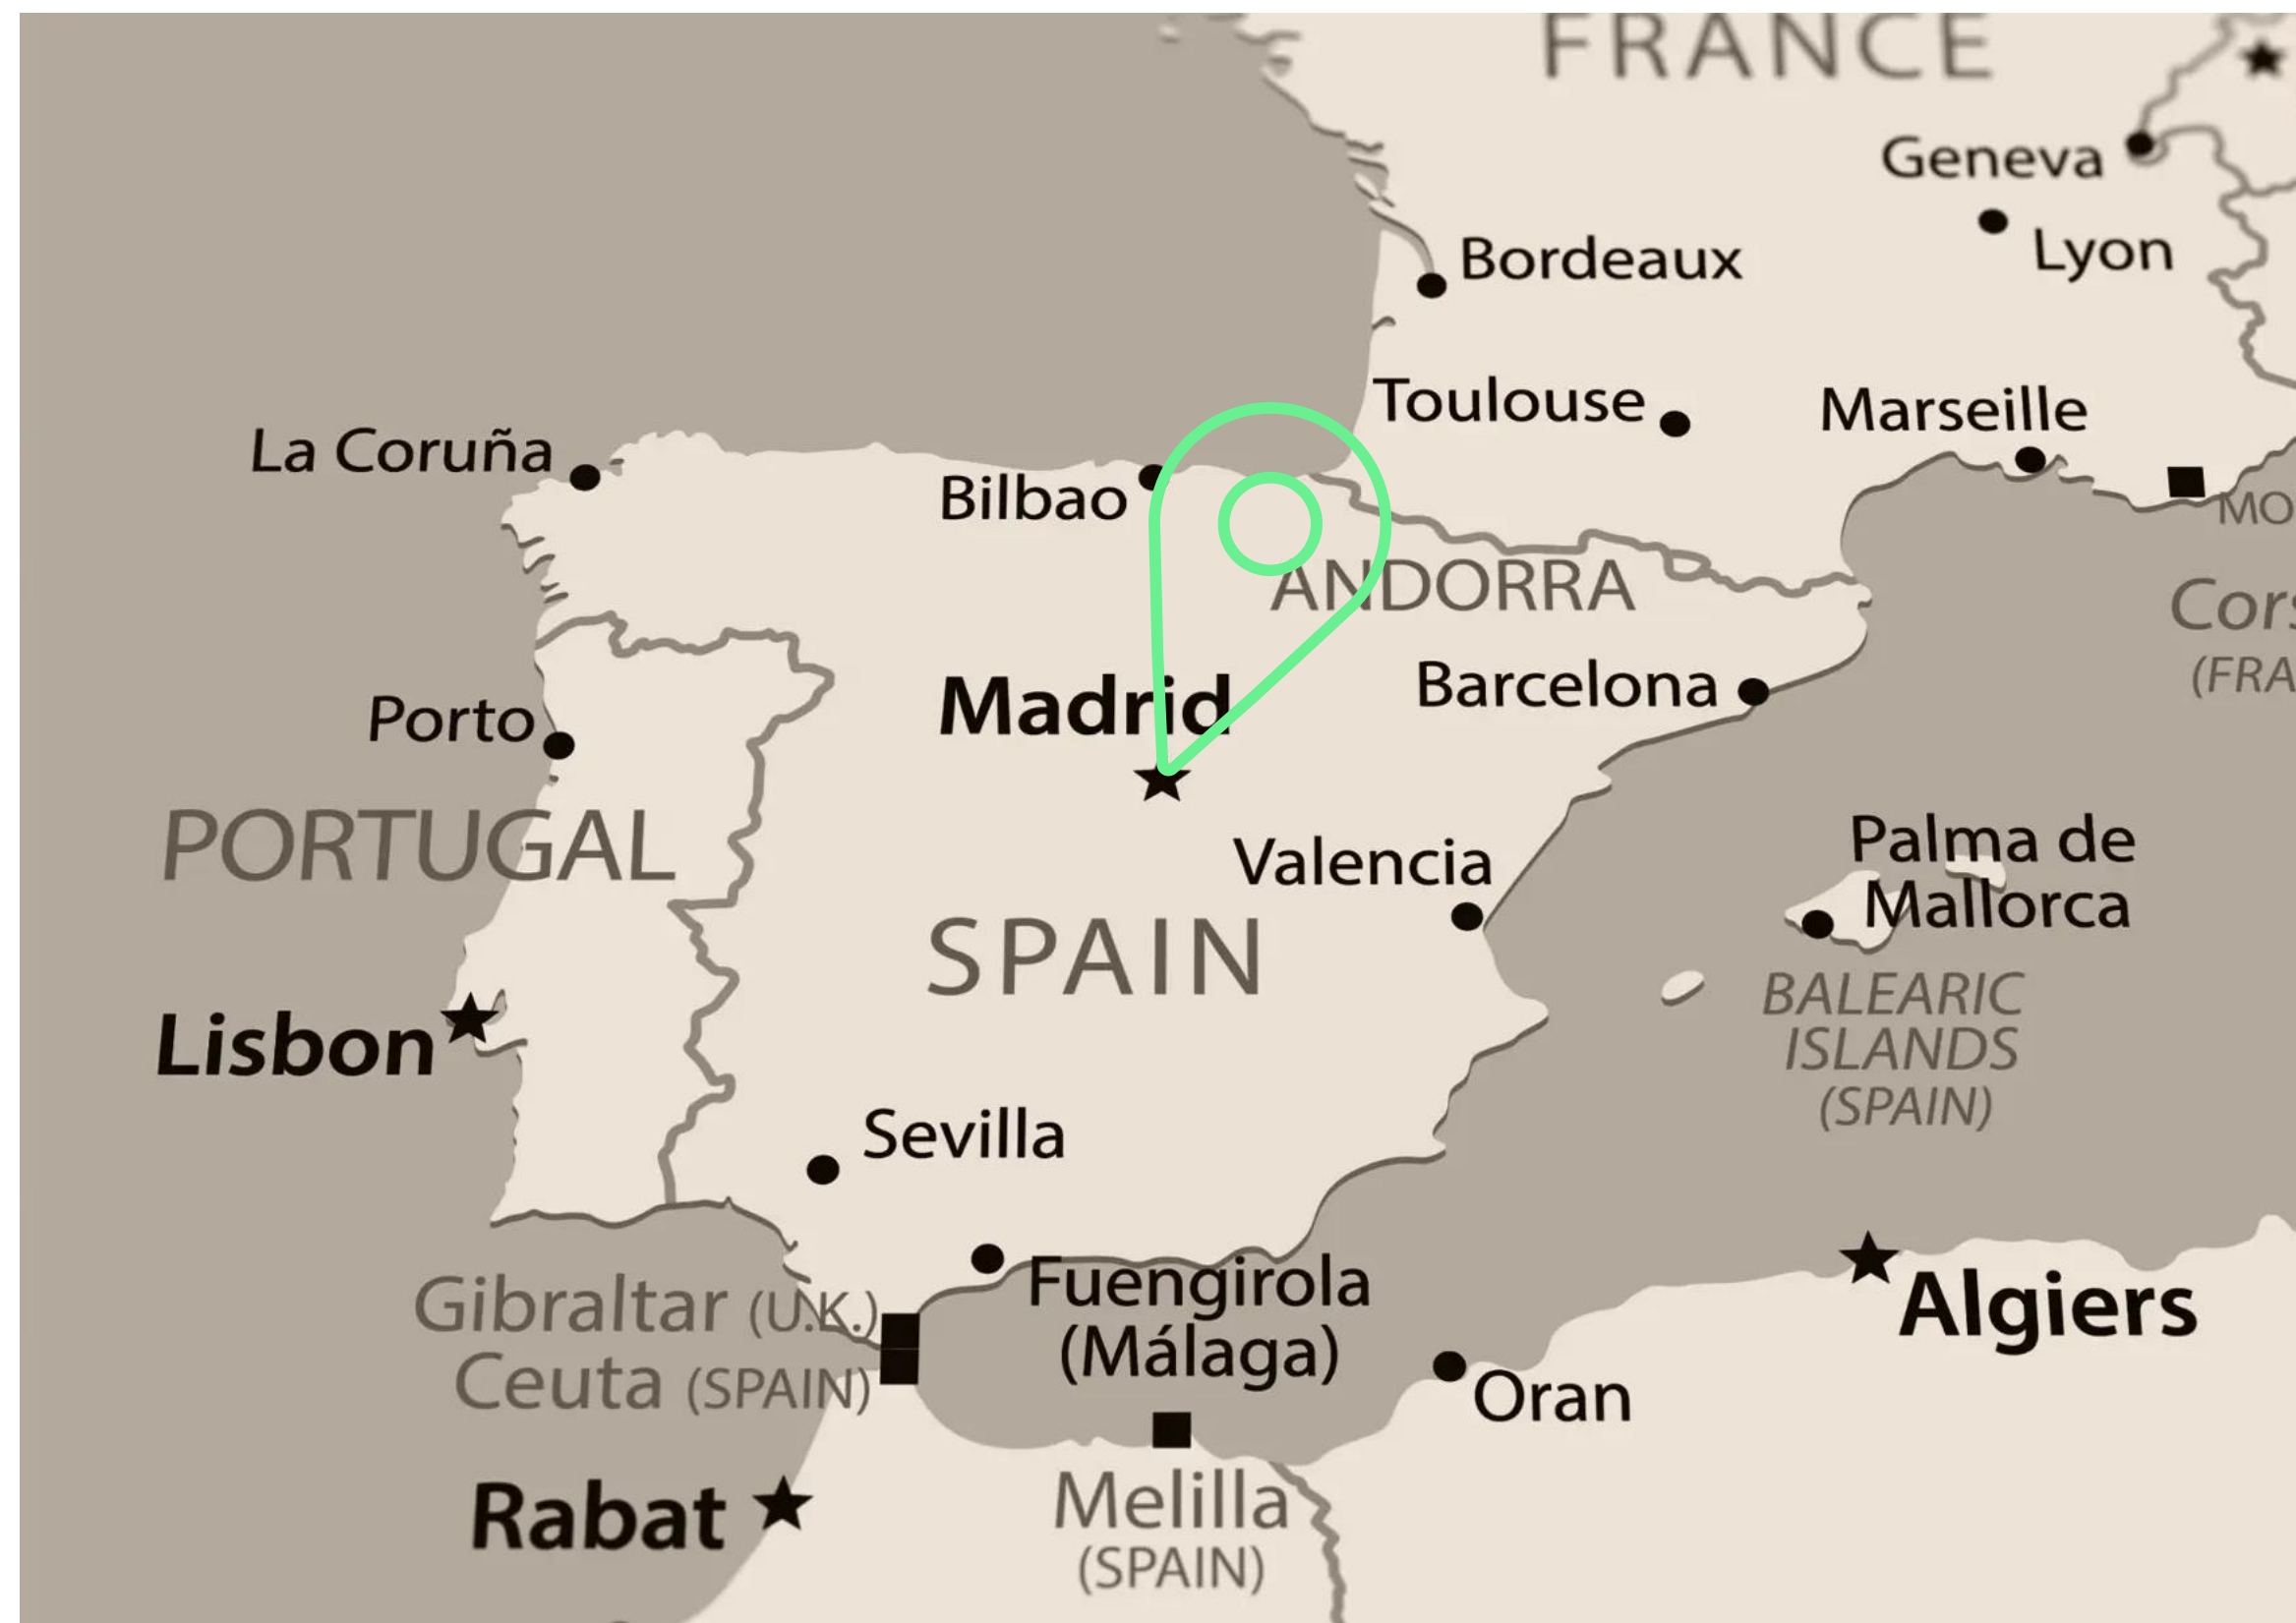 FRANCE
Geneva
Lyon
Bordeaux
Toulouse
Marseille
La Coruña
Bilbao
MO
ANDORRA
Cors
(FRA
Madrid
Barcelona
Porto
PORTUGAL
Valencia
Palma de
Mallorca
SPAIN
BALEARIC
ISLANDS
(SPAIN)
Lisbon
Sevilla
Gibraltar (U.K.)
Ceuta (SPAIN)
Fuengirola
(Málaga)
Algiers
Oran
Rabat
Melilla
(SPAIN)